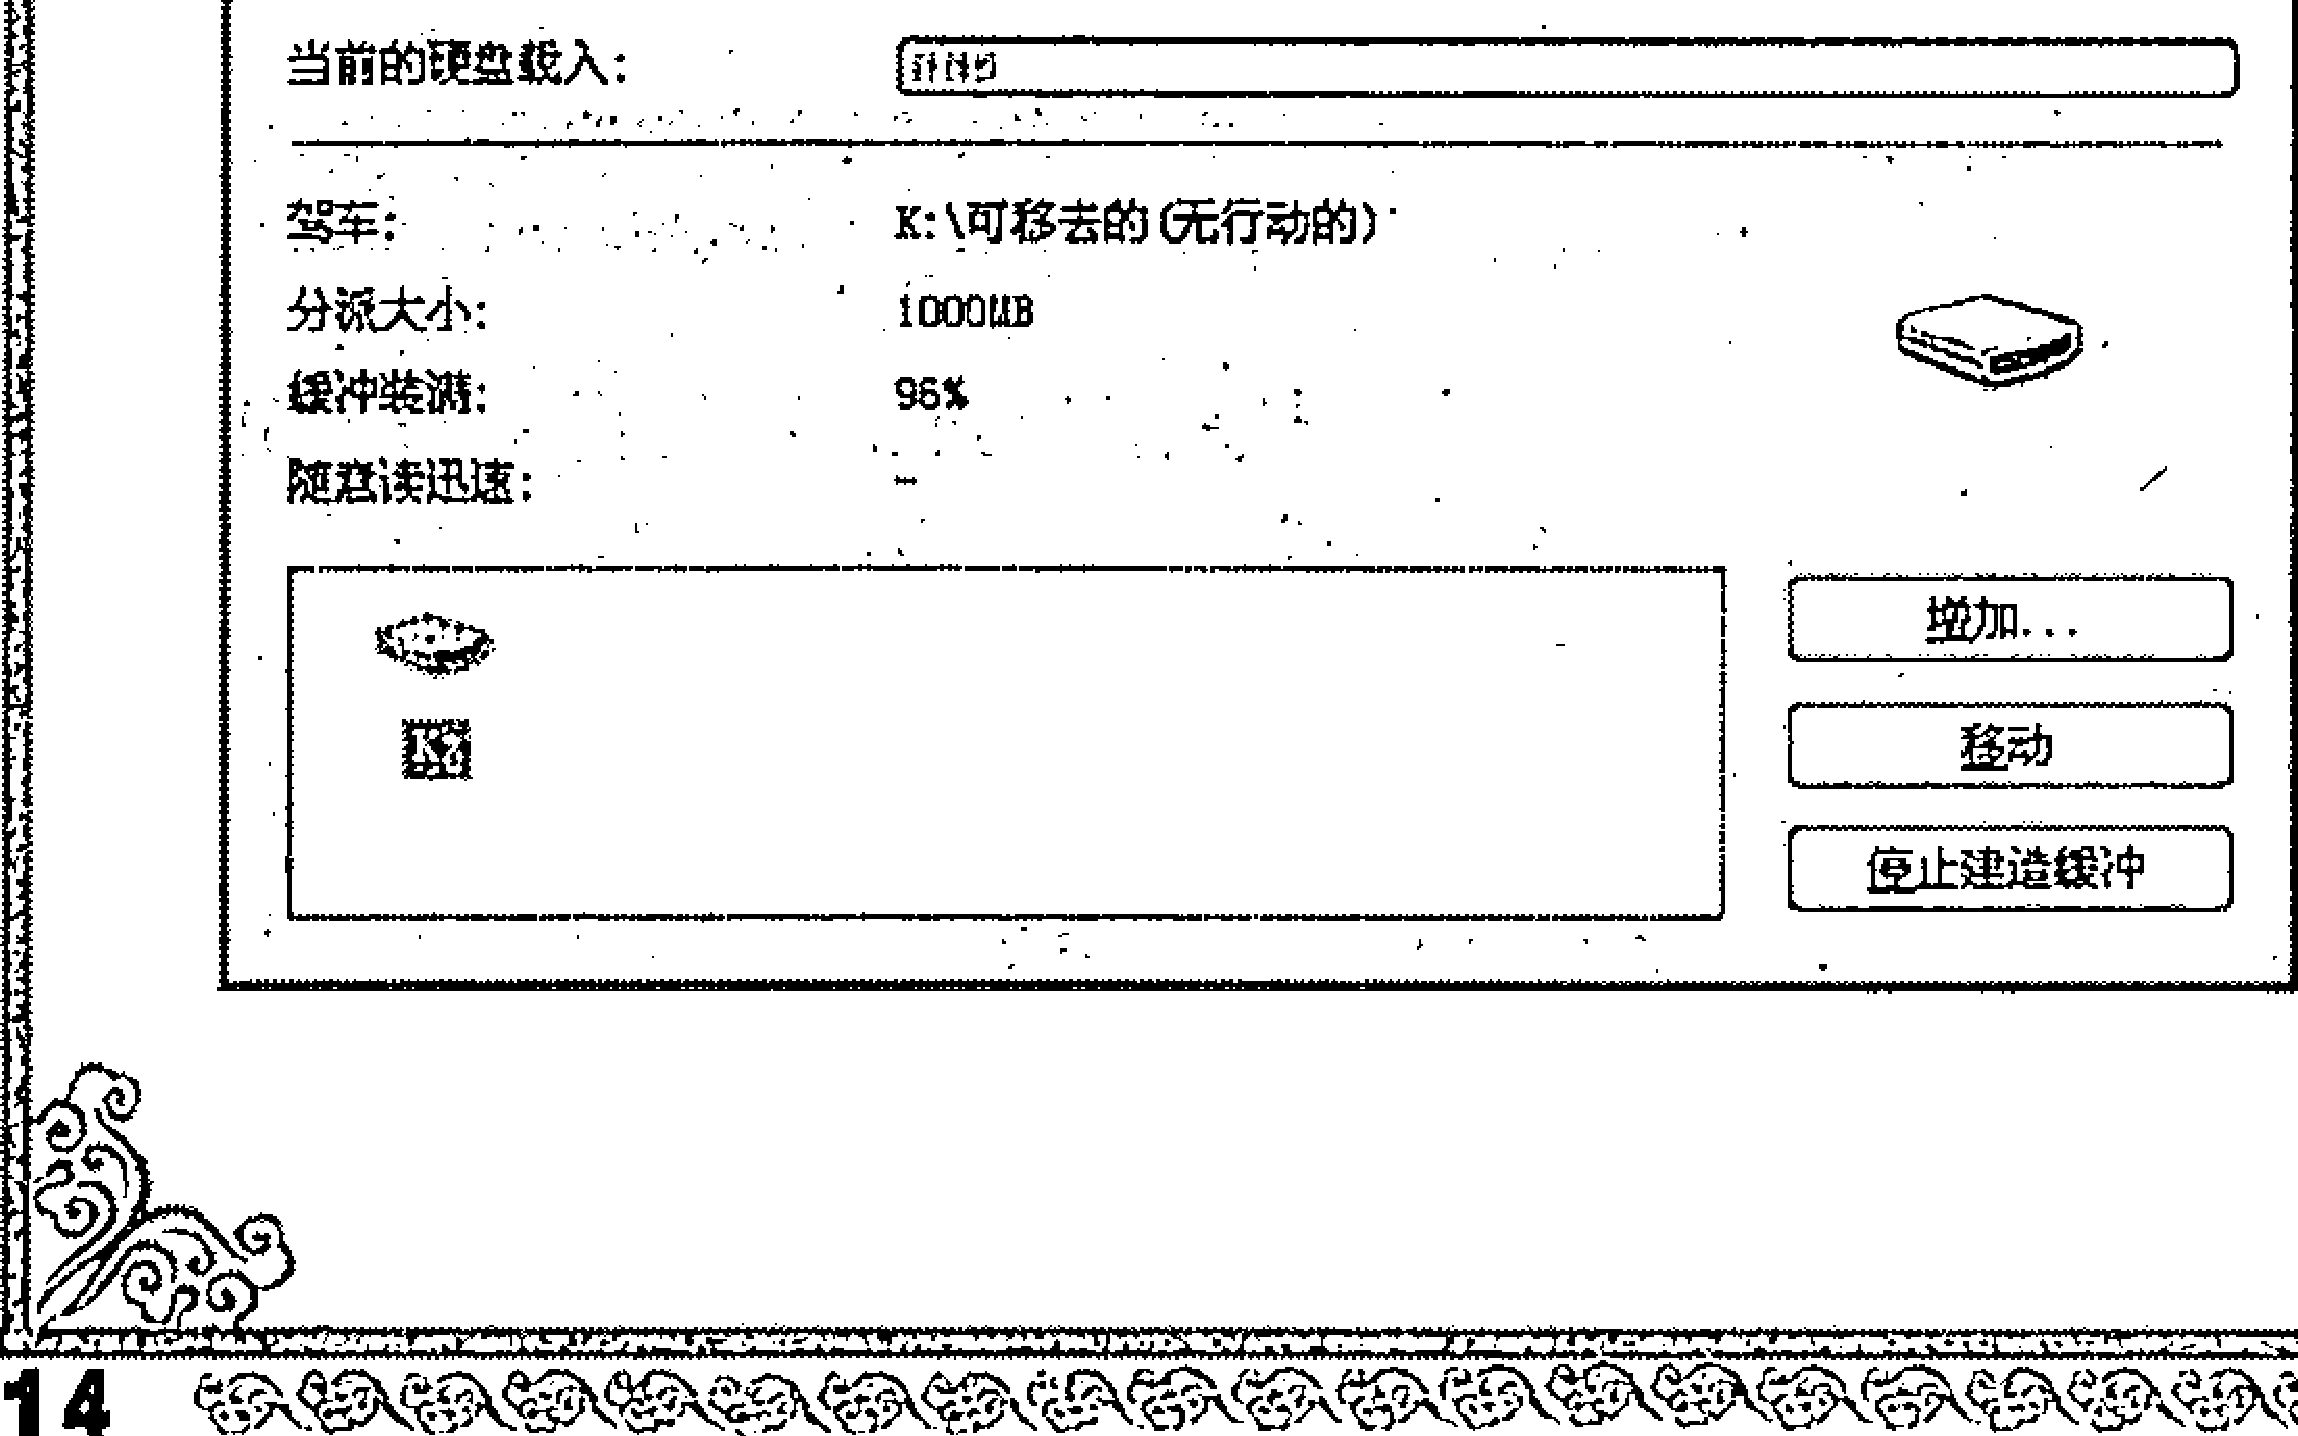 当前的硬盘载入:
驾车: K:\可移去的(无行动的)
分派大小: 1000MB
缓冲装满: 96%
随意读迅速: --
增加...
K:
移动
停止建造缓冲
14